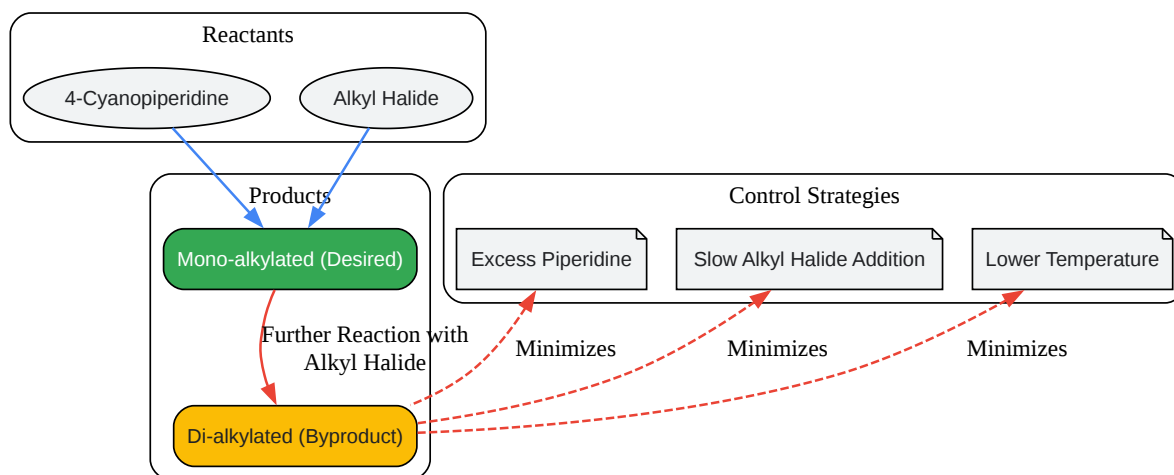 Reactants
4-Cyanopiperidine
Alkyl Halide
Products
Control Strategies
Mono-alkylated (Desired)
Excess Piperidine
Slow Alkyl Halide Addition
Lower Temperature
Further Reaction with
Alkyl Halide
Minimizes
Minimizes
Minimizes
Di-alkylated (Byproduct)